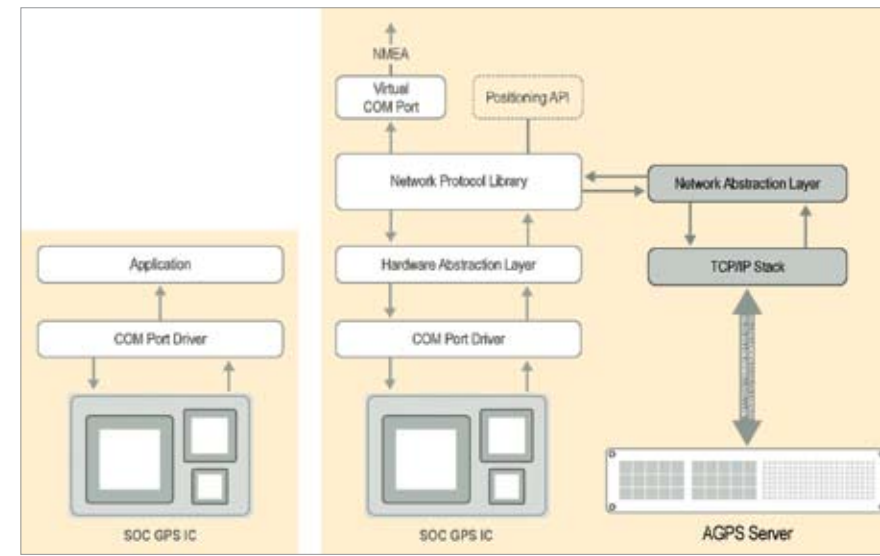 NMEA
Virtual
COM Port
Positioning API
Network Protocol Library
Network Abstraction Layer
Application
Hardware Abstraction Layer
TCP/IP Stack
COM Port Driver
COM Port Driver
SOC GPS IC
SOC GPS IC
AGPS Server